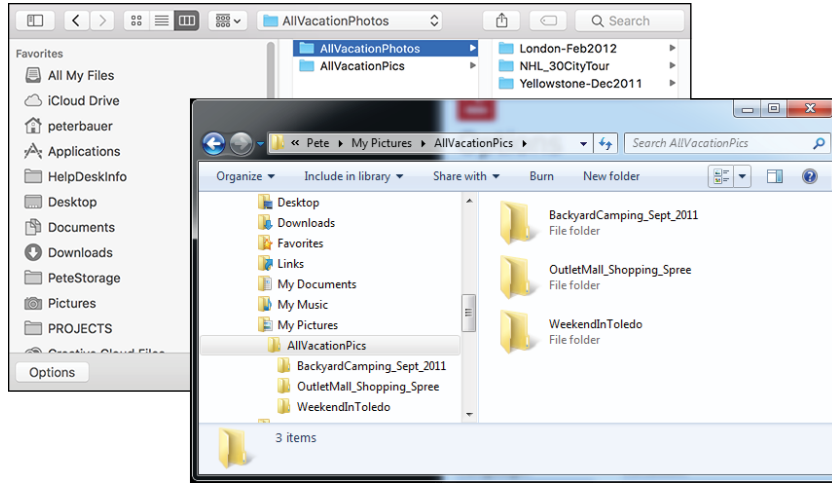 AllVacationPhotos
Search
Favorites
All My Files
iCloud Drive
peterbauer
Applications
HelpDeskInfo
Desktop
Documents
Downloads
PeteStorage
Pictures
PROJECTS
Creative Cloud Files
Options
AllVacationPhotos
AllVacationPics
London-Feb2012
NHL_30CityTour
Yellowstone-Dec2011
« Pete ▸ My Pictures ▸ AllVacationPics ▸
Search AllVacationPics
Organize Include in library Share with Burn New folder
Desktop
Downloads
Favorites
Links
My Documents
My Music
My Pictures
AllVacationPics
BackyardCamping_Sept_2011
OutletMall_Shopping_Spree
WeekendInToledo
BackyardCamping_Sept_2011
File folder
OutletMall_Shopping_Spree
File folder
WeekendInToledo
File folder
3 items